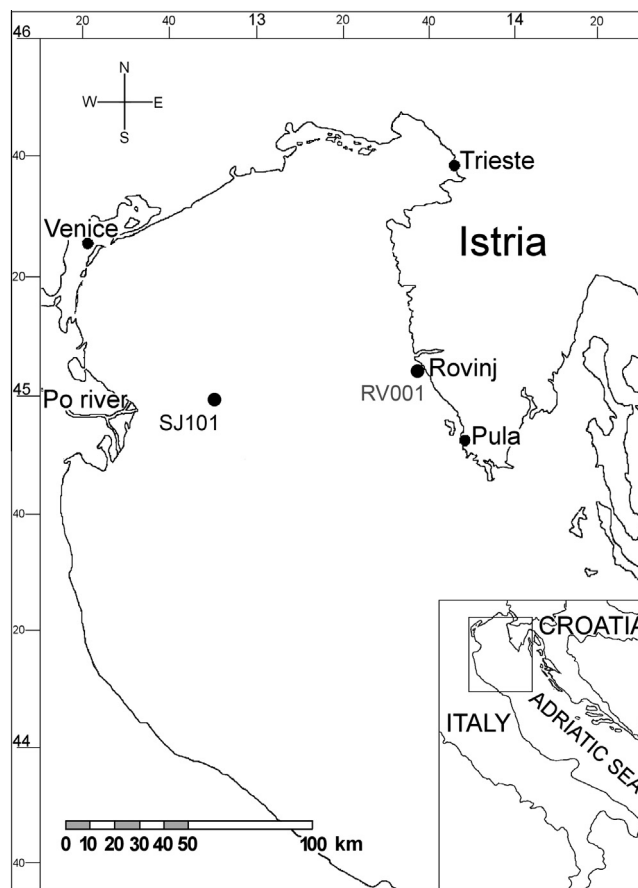 46
20 40 13 20 40 14 20
N
W E
S
40
Trieste
Venice
Istria
20
Rovinj
RV001
45
Po river
SJ101
Pula
40
20
CROATIA
ITALY
ADRIATIC SEA
44
0 10 20 30 40 50 100 km
40